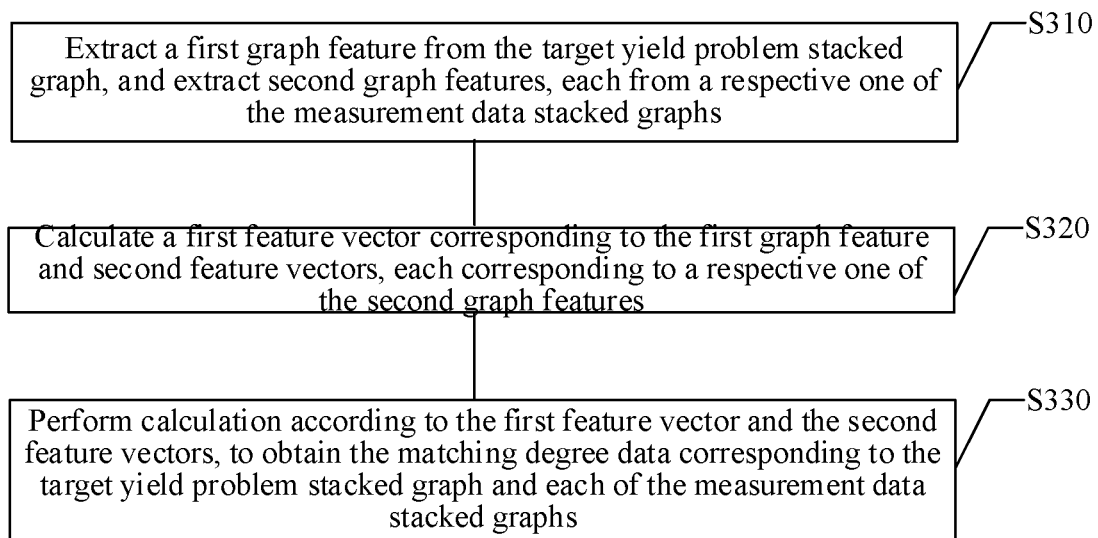 S310
Extract a first graph feature from the target yield problem stacked
graph, and extract second graph features, each from a respective one of
the measurement data stacked graphs
S320
Calculate a first feature vector corresponding to the first graph feature
and second feature vectors, each corresponding to a respective one of
the second graph features
S330
Perform calculation according to the first feature vector and the second
feature vectors, to obtain the matching degree data corresponding to the
target yield problem stacked graph and each of the measurement data
stacked graphs